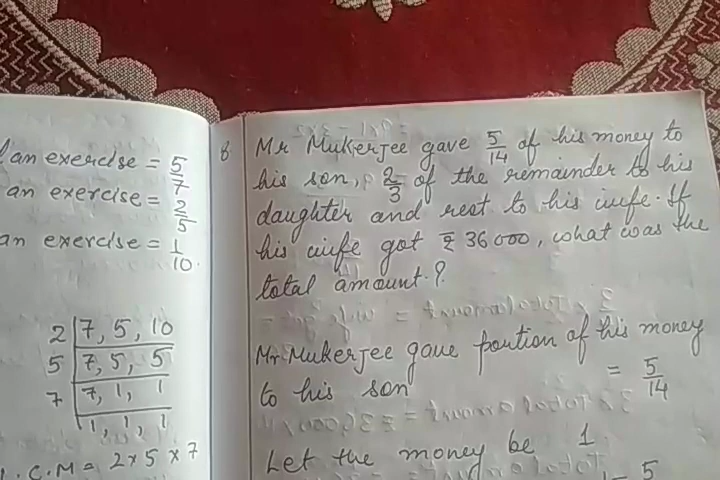 an exercise = 5/7
an exercise = 2/5
an exercise = 1/10.
2 | 7, 5, 10
5 | 7, 5, 5
7 | 7, 1, 1
1, 1, 1
L.C.M = 2 × 5 × 7
8 Mr Mukerjee gave 5/14 of his money to
his son, 2/3 of the remainder to his
daughter and rest to his wife. If
his wife got ₹ 36000, what was the
total amount.?
Mr. Mukerjee gave portion of his money
to his son = 5/14
Let the money be 1